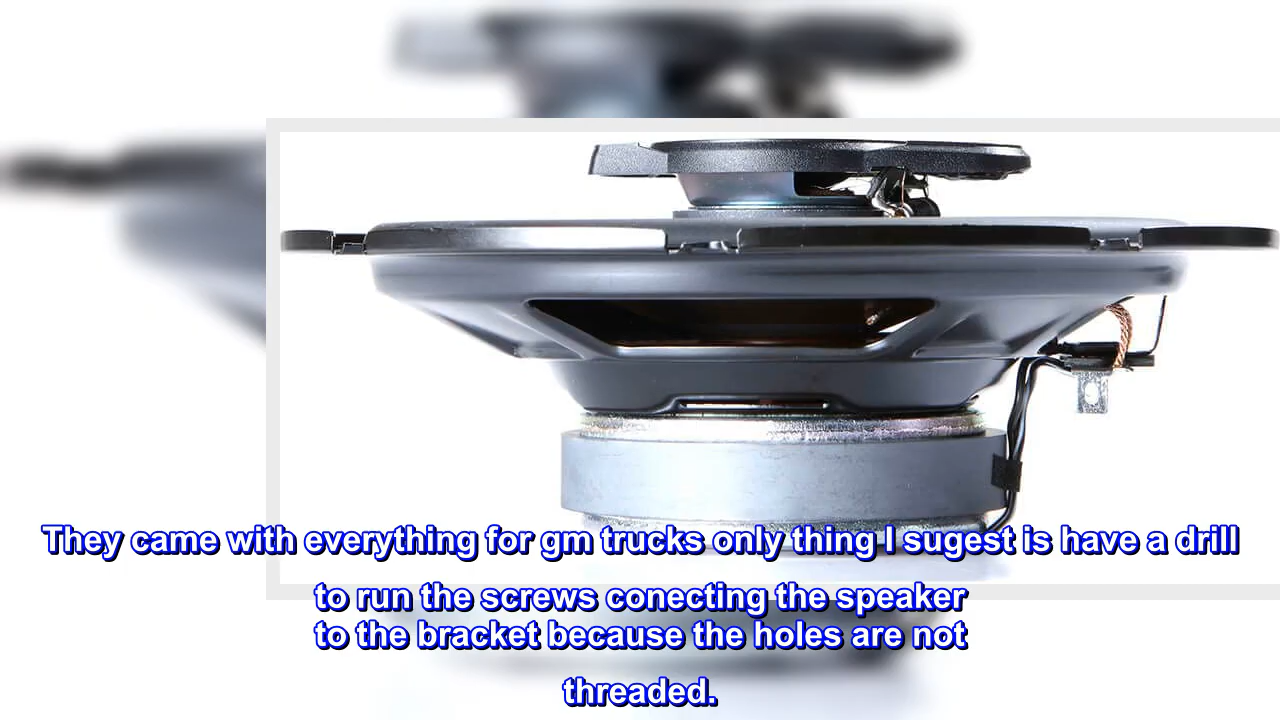 They came with everything for gm trucks only thing I sugest is have a drill
to run the screws conecting the speaker
to the bracket because the holes are not
threaded.